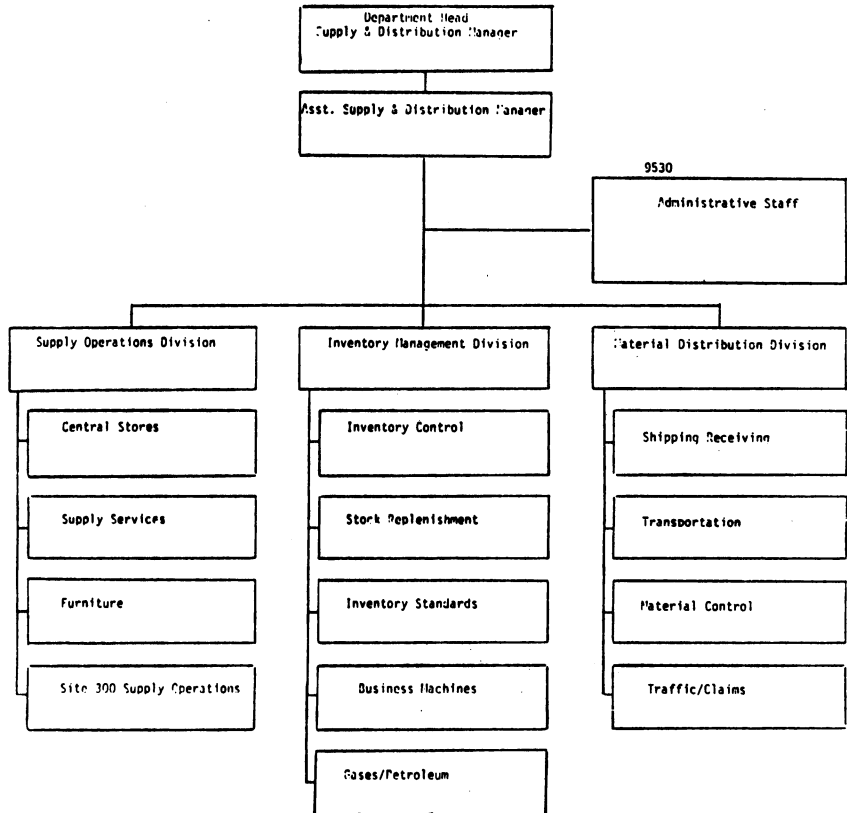 Department Head
Supply & Distribution Manager
Asst. Supply & Distribution Manager
9530
Administrative Staff
Supply Operations Division
Inventory Management Division
Material Distribution Division
Central Stores
Inventory Control
Shipping Receiving
Supply Services
Stock Replenishment
Transportation
Furniture
Inventory Standards
Material Control
Site 300 Supply Operations
Business Machines
Traffic/Claims
Gases/Petroleum